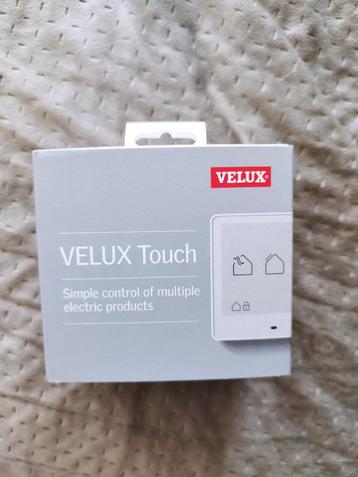 VELUX
VELUX Touch
Simple control of multiple
electric products